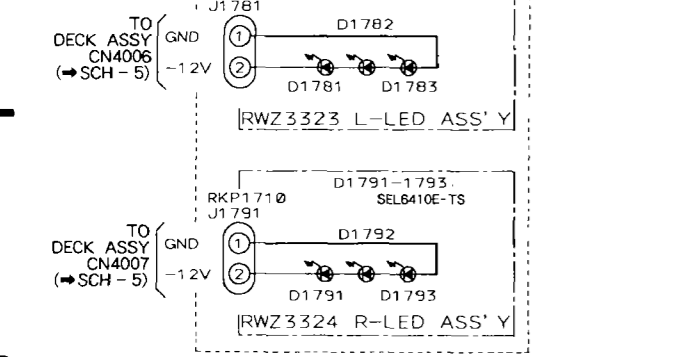 J1781
TO
DECK ASSY
CN4006
(➡SCH-5)
GND
-12V
1
2
D1782
D1781
D1783
RWZ3323 L-LED ASS'Y
D1791-1793
SEL6410E-TS
RKP1710
J1791
TO
DECK ASSY
CN4007
(➡SCH-5)
GND
-12V
1
2
D1792
D1791
D1793
RWZ3324 R-LED ASS'Y